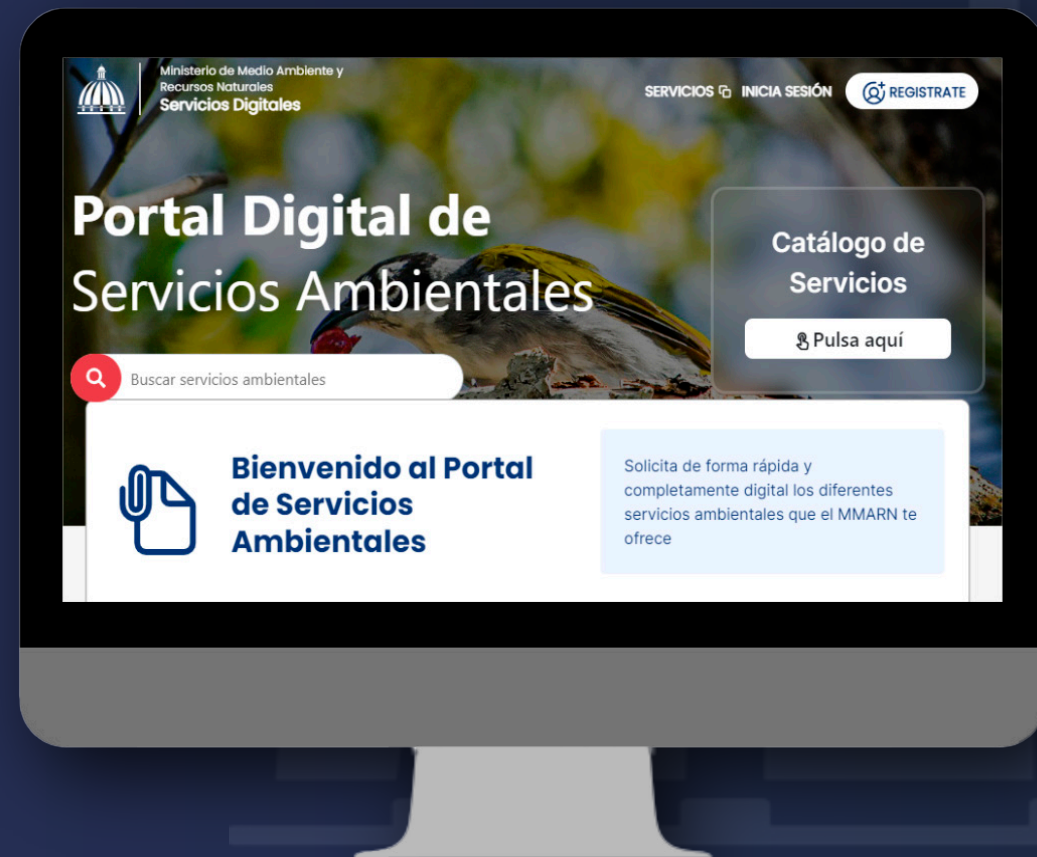 Ministerio de Medio Ambiente y
Recursos Naturales
Servicios Digitales
SERVICIOS INICIA SESIÓN REGISTRATE
Portal Digital de
Servicios Ambientales
Catálogo de
Servicios
Pulsa aquí
Buscar servicios ambientales
Bienvenido al Portal
de Servicios
Ambientales
Solicita de forma rápida y
completamente digital los diferentes
servicios ambientales que el MMARN te
ofrece